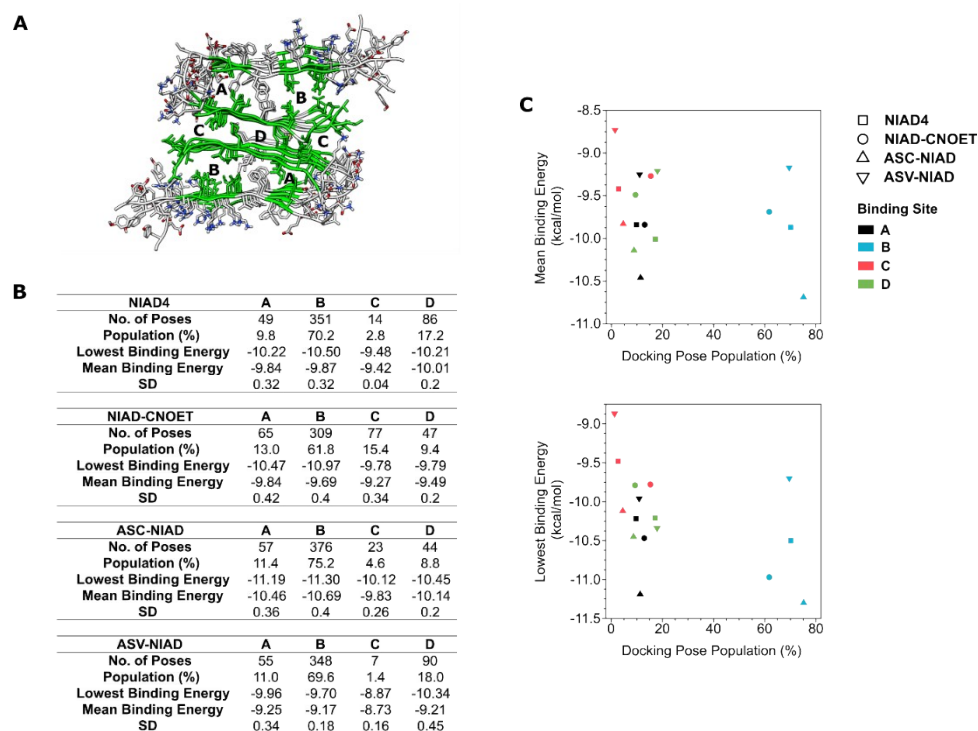 A
A
B
C
D
C
B
A
B
NIAD4 A B C D
No. of Poses 49 351 14 86
Population (%) 9.8 70.2 2.8 17.2
Lowest Binding Energy -10.22 -10.50 -9.48 -10.21
Mean Binding Energy -9.84 -9.87 -9.42 -10.01
SD 0.32 0.32 0.04 0.2
NIAD-CNOET A B C D
No. of Poses 65 309 77 47
Population (%) 13.0 61.8 15.4 9.4
Lowest Binding Energy -10.47 -10.97 -9.78 -9.79
Mean Binding Energy -9.84 -9.69 -9.27 -9.49
SD 0.42 0.4 0.34 0.2
ASC-NIAD A B C D
No. of Poses 57 376 23 44
Population (%) 11.4 75.2 4.6 8.8
Lowest Binding Energy -11.19 -11.30 -10.12 -10.45
Mean Binding Energy -10.46 -10.69 -9.83 -10.14
SD 0.36 0.4 0.26 0.2
ASV-NIAD A B C D
No. of Poses 55 348 7 90
Population (%) 11.0 69.6 1.4 18.0
Lowest Binding Energy -9.96 -9.70 -8.87 -10.34
Mean Binding Energy -9.25 -9.17 -8.73 -9.21
SD 0.34 0.18 0.16 0.45
C
Mean Binding Energy
(kcal/mol)
-8.5
-9.0
-9.5
-10.0
-10.5
-11.0
0 20 40 60 80
Docking Pose Population (%)
NIAD4
NIAD-CNOET
ASC-NIAD
ASV-NIAD
Binding Site
A
B
C
D
Lowest Binding Energy
(kcal/mol)
-9.0
-9.5
-10.0
-10.5
-11.0
-11.5
0 20 40 60 80
Docking Pose Population (%)